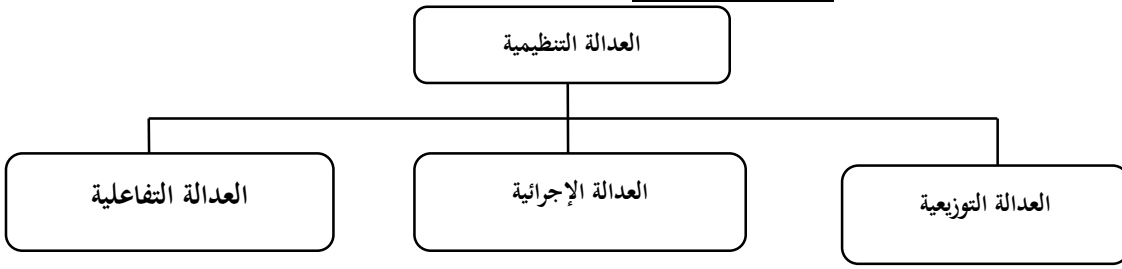 العدالة التنظيمية
العدالة التوزيعية
العدالة الإجرائية
العدالة التفاعلية